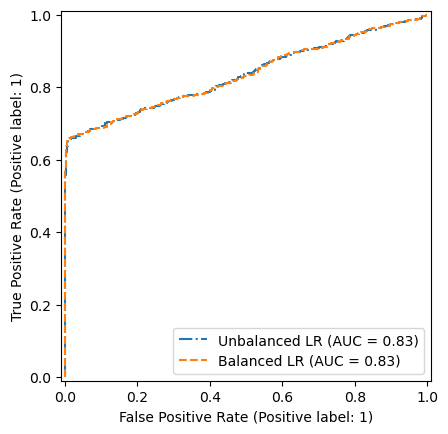 1.0
0.8
0.6
0.4
0.2
0.0
True Positive Rate (Positive label: 1)
Unbalanced LR (AUC = 0.83)
Balanced LR (AUC = 0.83)
0.0 0.2 0.4 0.6 0.8 1.0
False Positive Rate (Positive label: 1)